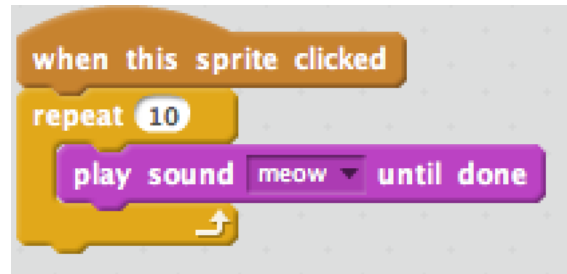 when this sprite clicked
repeat 10
play sound meow until done